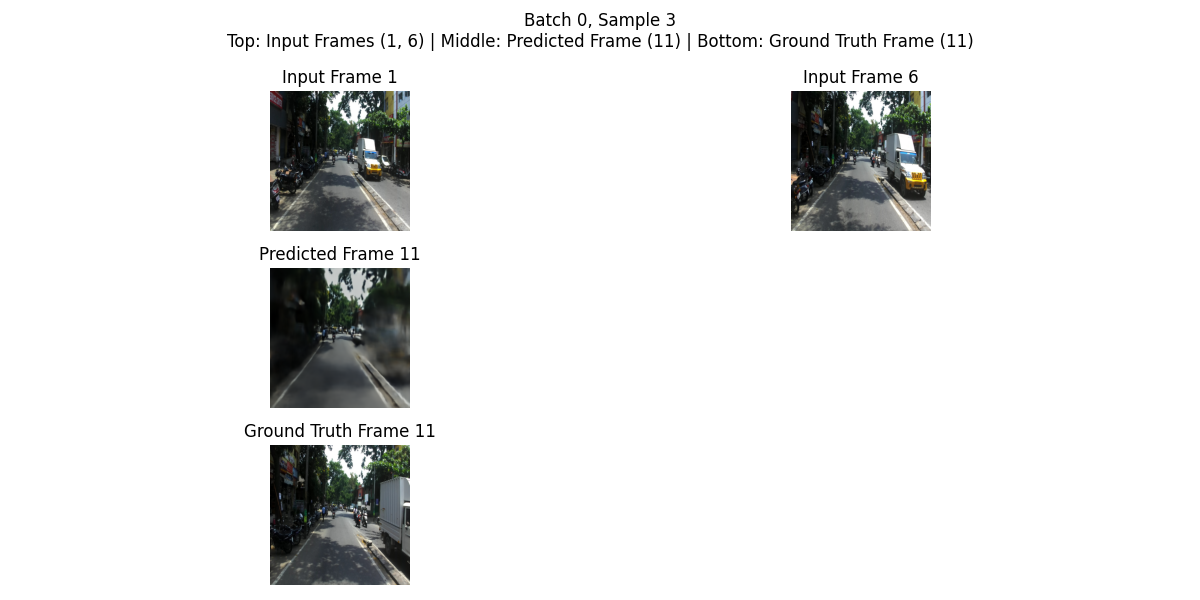 Batch 0, Sample 3
Top: Input Frames (1, 6) | Middle: Predicted Frame (11) | Bottom: Ground Truth Frame (11)
Input Frame 1
Input Frame 6
Predicted Frame 11
Ground Truth Frame 11